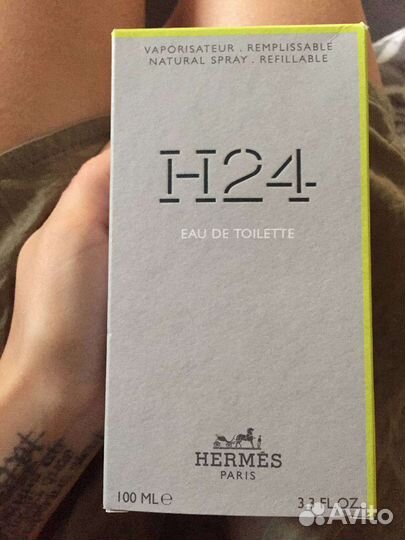 VAPORISATEUR . REMPLISSABLE
NATURAL SPRAY . REFILLABLE
H24
EAU DE TOILETTE
HERMÈS
PARIS
100 ML℮
3.3 FL.OZ.
Avito